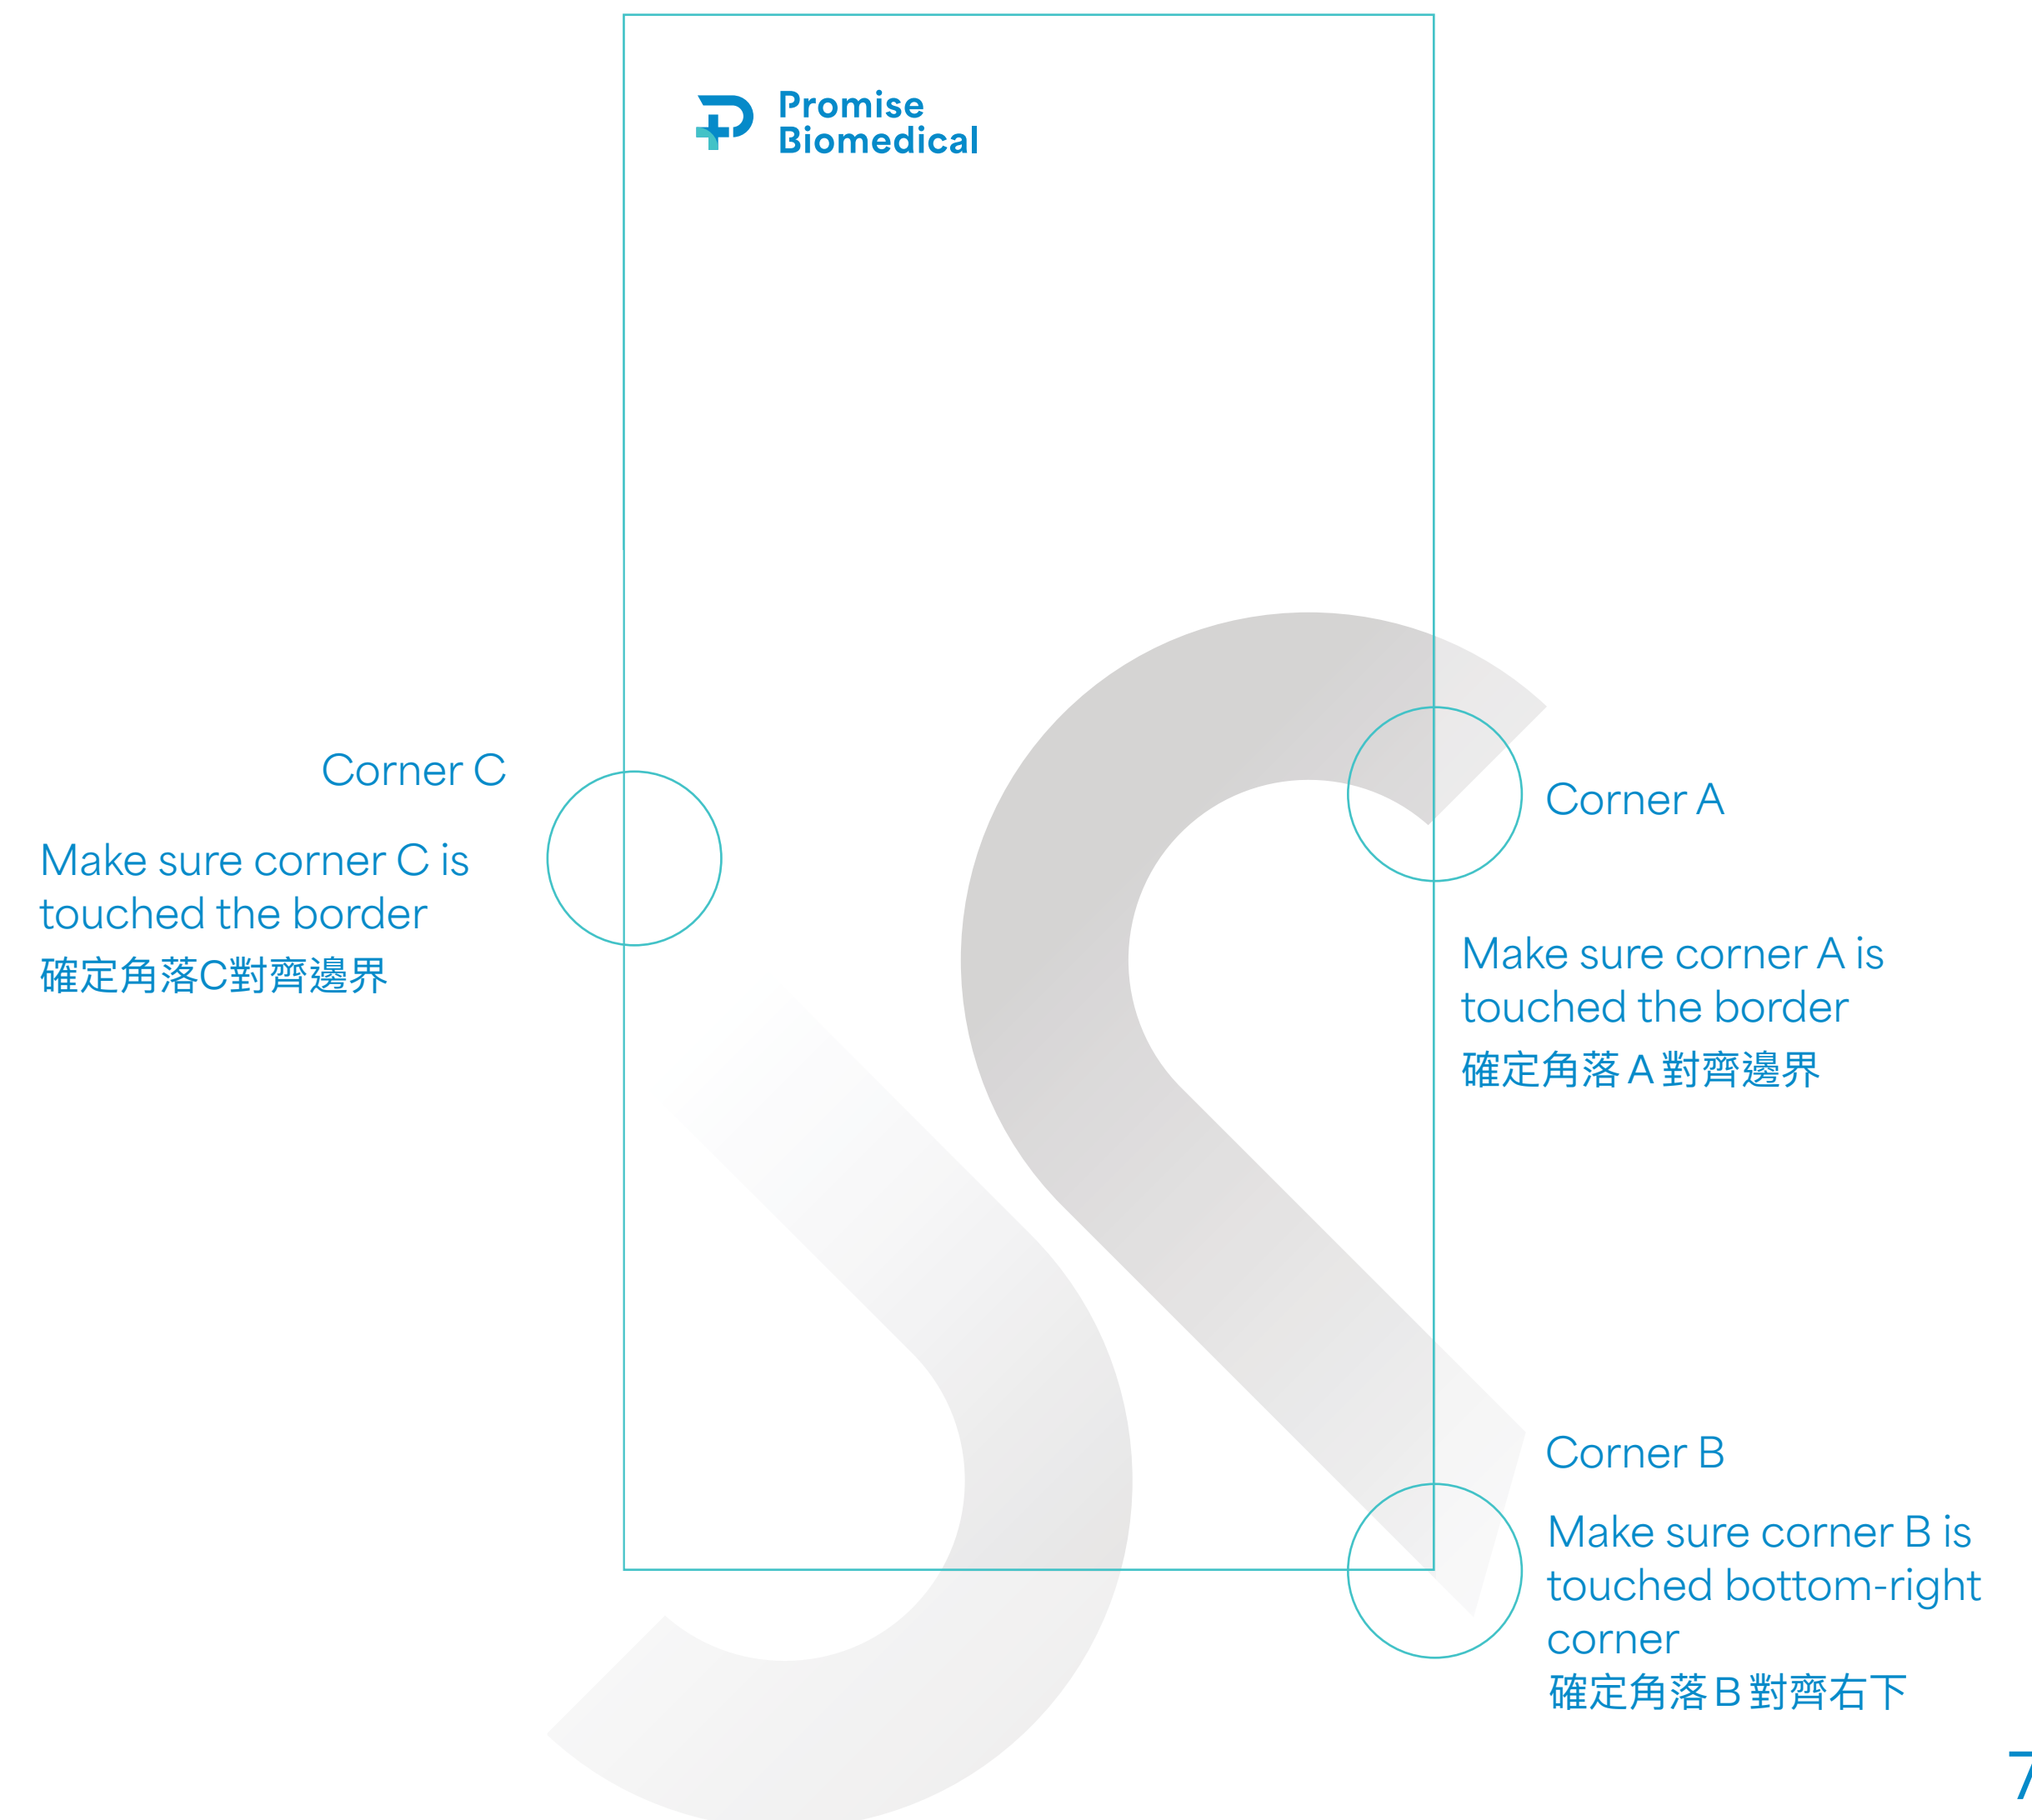 Promise
Biomedical
Corner C
Make sure corner C is
touched the border
確定角落C對齊邊界
Corner A
Make sure corner A is
touched the border
確定角落 A 對齊邊界
Corner B
Make sure corner B is
touched bottom-right
corner
確定角落 B 對齊右下
7